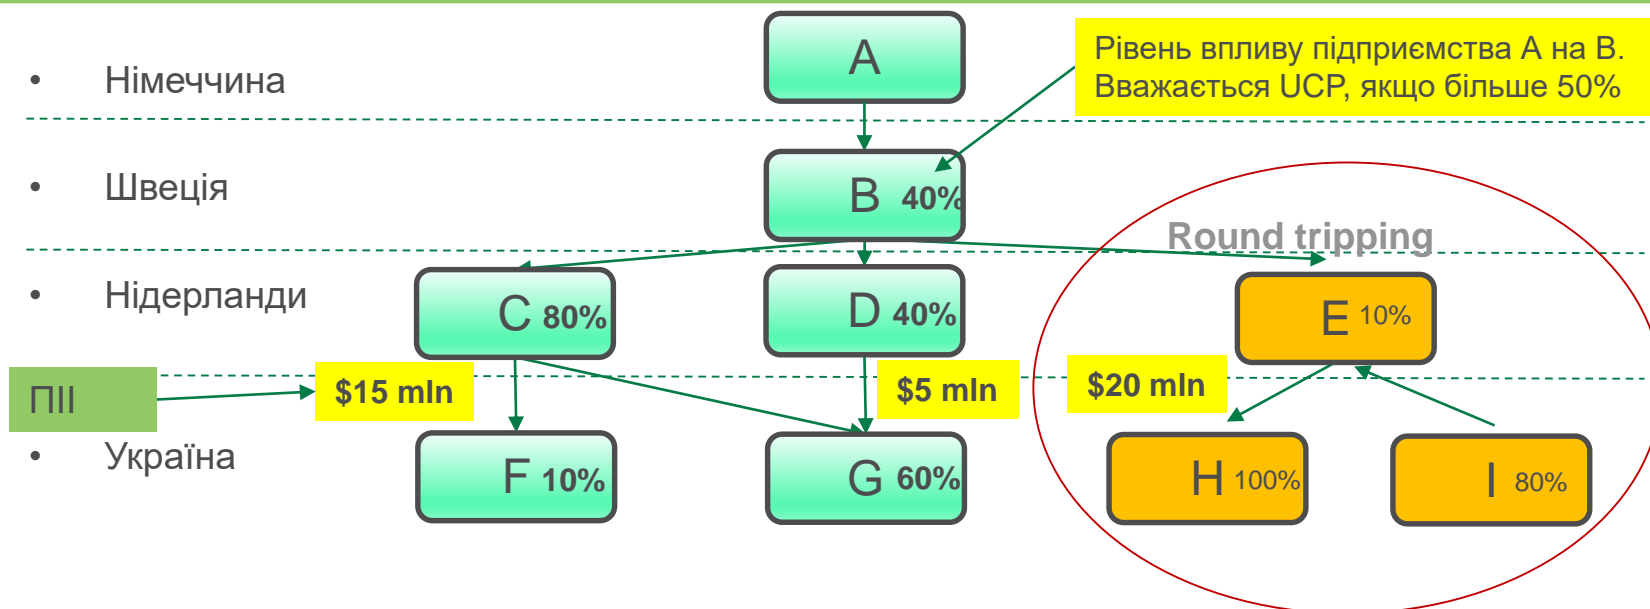 A
Рівень впливу підприємства А на В.
Вважається UCP, якщо більше 50%
• Німеччина
• Швеція
B 40%
Round tripping
• Нідерланди
C 80%
D 40%
E 10%
ПІІ
$15 mln
$5 mln
$20 mln
• Україна
F 10%
G 60%
H 100%
I 80%